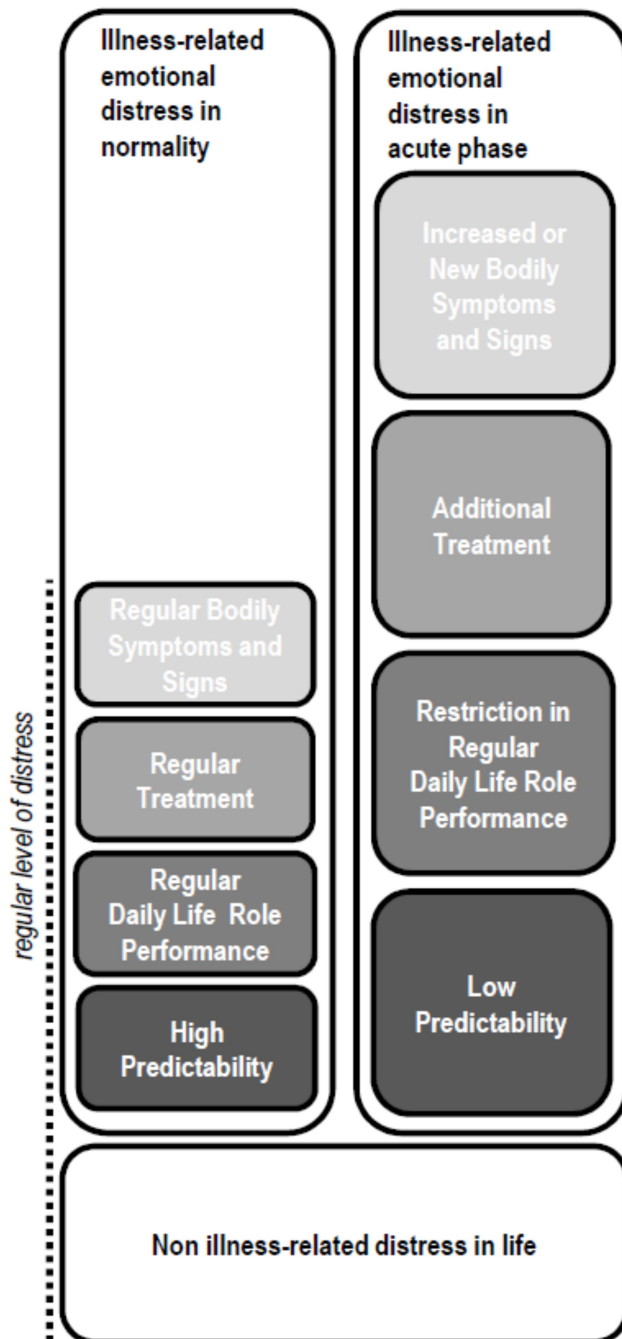 Illness-related
emotional
distress in
normality
Regular Bodily
Symptoms and
Signs
Regular
Treatment
Regular
Daily Life Role
Performance
High
Predictability
Illness-related
emotional
distress in
acute phase
Increased or
New Bodily
Symptoms
and Signs
Additional
Treatment
Restriction in
Regular
Daily Life Role
Performance
Low
Predictability
regular level of distress
Non illness-related distress in life